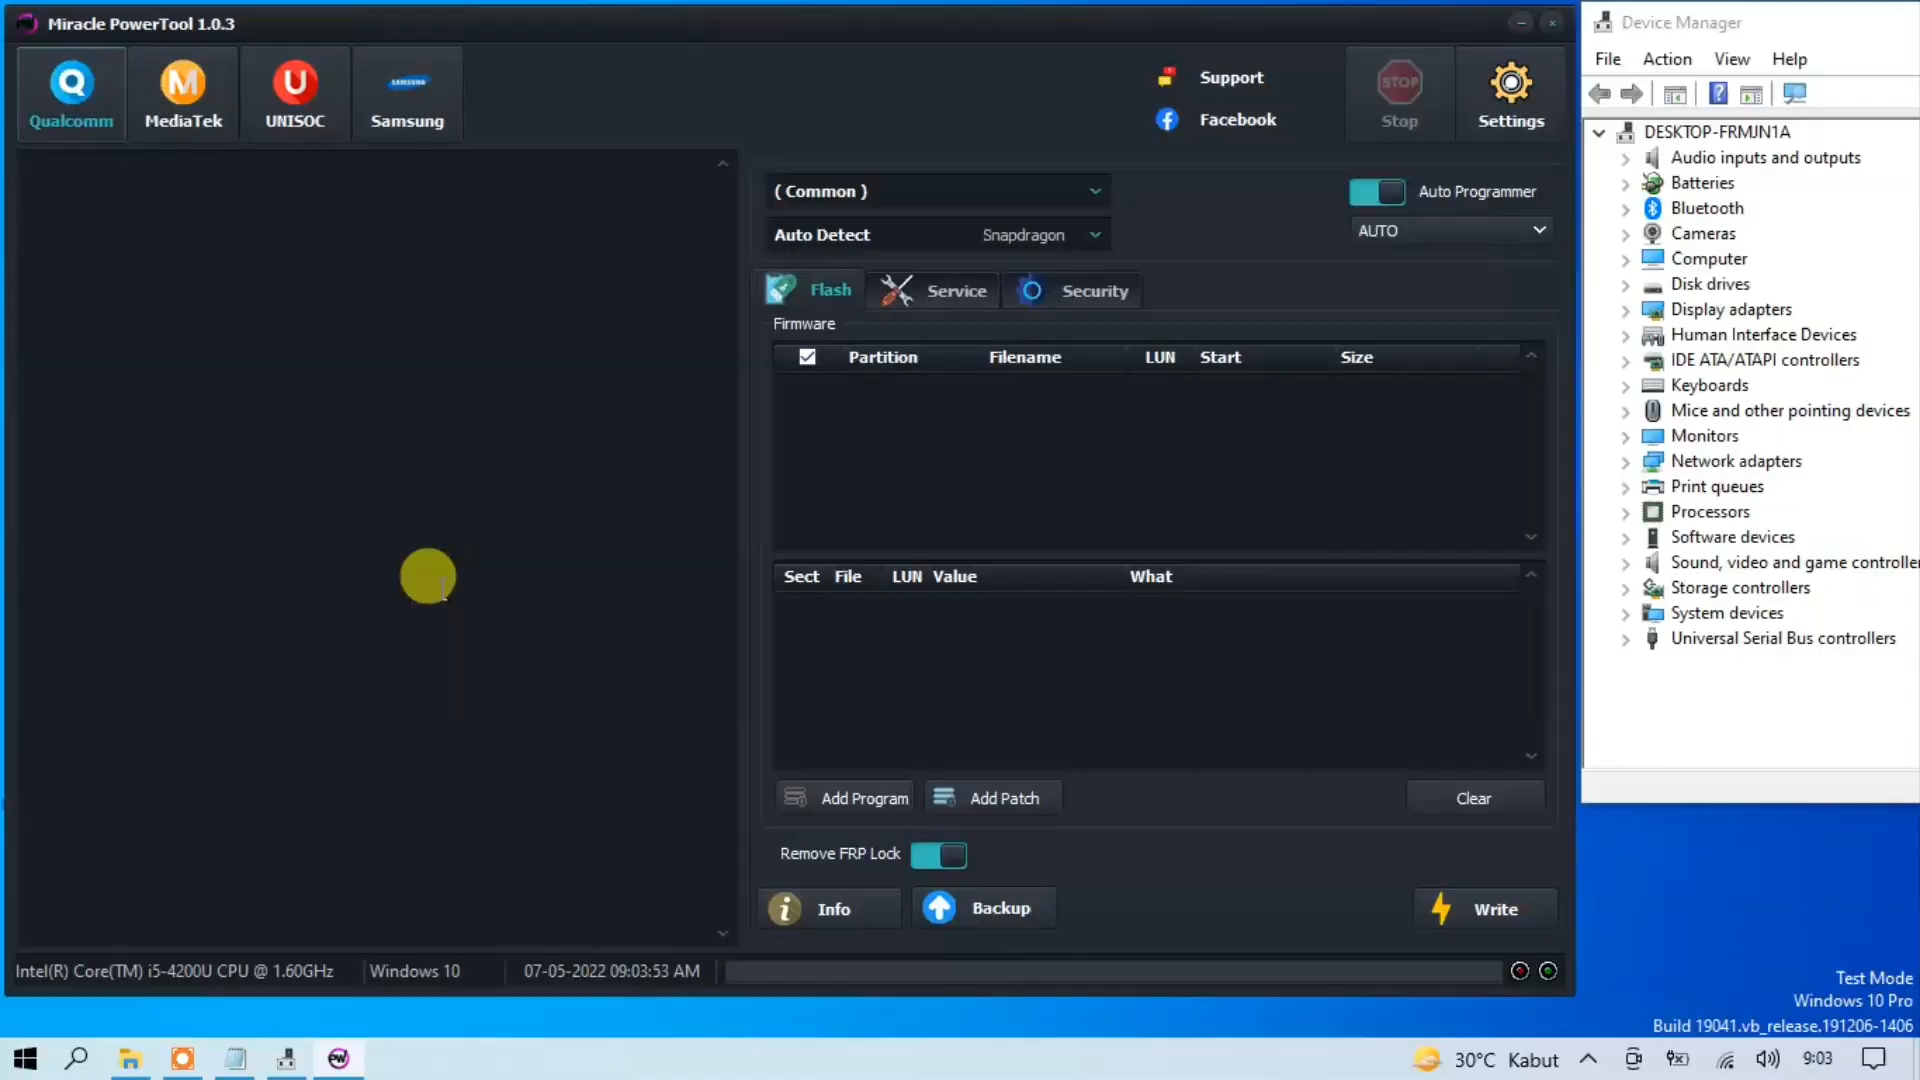 Miracle PowerTool 1.0.3
Qualcomm
MediaTek
UNISOC
SAMSUNG
Samsung
Support
Facebook
STOP
Stop
Settings
( Common )
Auto Programmer
Auto Detect Snapdragon
AUTO
Flash
Service
Security
Firmware
Partition Filename LUN Start Size
Sect File LUN Value What
Add Program
Add Patch
Clear
Remove FRP Lock
Info
Backup
Write
Intel(R) Core(TM) i5-4200U CPU @ 1.60GHz
Windows 10
07-05-2022 09:03:53 AM
Device Manager
File Action View Help
DESKTOP-FRMJN1A
Audio inputs and outputs
Batteries
Bluetooth
Cameras
Computer
Disk drives
Display adapters
Human Interface Devices
IDE ATA/ATAPI controllers
Keyboards
Mice and other pointing devices
Monitors
Network adapters
Print queues
Processors
Software devices
Sound, video and game controlle
Storage controllers
System devices
Universal Serial Bus controllers
Test Mode
Windows 10 Pro
Build 19041.vb_release.191206-1406
30°C Kabut
9:03